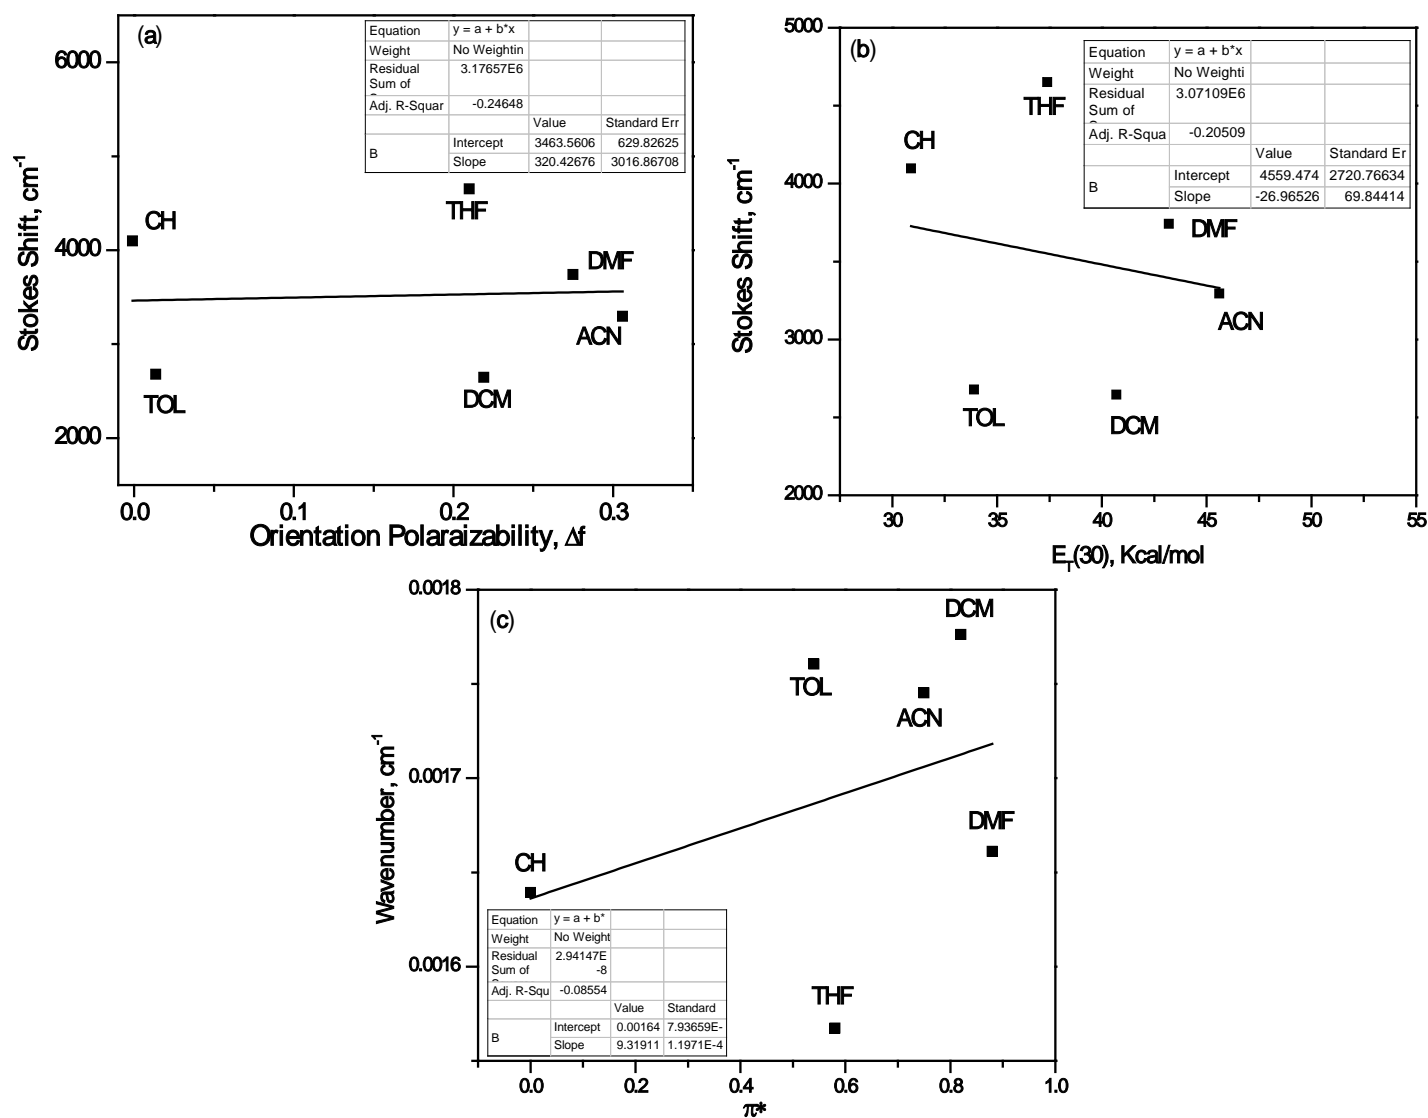 (a)
Equation y = a + b*x
Weight No Weightin
Residual 3.17657E6
Sum of
Adj. R-Squar -0.24648
Value Standard Err
B Intercept 3463.5606 629.82625
Slope 320.42676 3016.86708
6000
4000
2000
Stokes Shift, cm-1
CH
THF
DMF
ACN
TOL
DCM
0.0 0.1 0.2 0.3
Orientation Polaraizability, Δf
(b)
Equation y = a + b*x
Weight No Weighti
Residual 3.07109E6
Sum of
Adj. R-Squa -0.20509
Value Standard Er
B Intercept 4559.474 2720.76634
Slope -26.96526 69.84414
5000
4000
3000
2000
Stokes Shift, cm-1
THF
CH
DMF
ACN
TOL
DCM
30 35 40 45 50 55
ET(30), Kcal/mol
(c)
0.0018
0.0017
0.0016
Wavenumber, cm-1
DCM
TOL
ACN
DMF
CH
THF
Equation y = a + b*
Weight No Weight
Residual 2.94147E
Sum of -8
Adj. R-Squ -0.08554
Value Standard
B Intercept 0.00164 7.93659E-
Slope 9.31911 1.1971E-4
0.0 0.2 0.4 0.6 0.8 1.0
π*